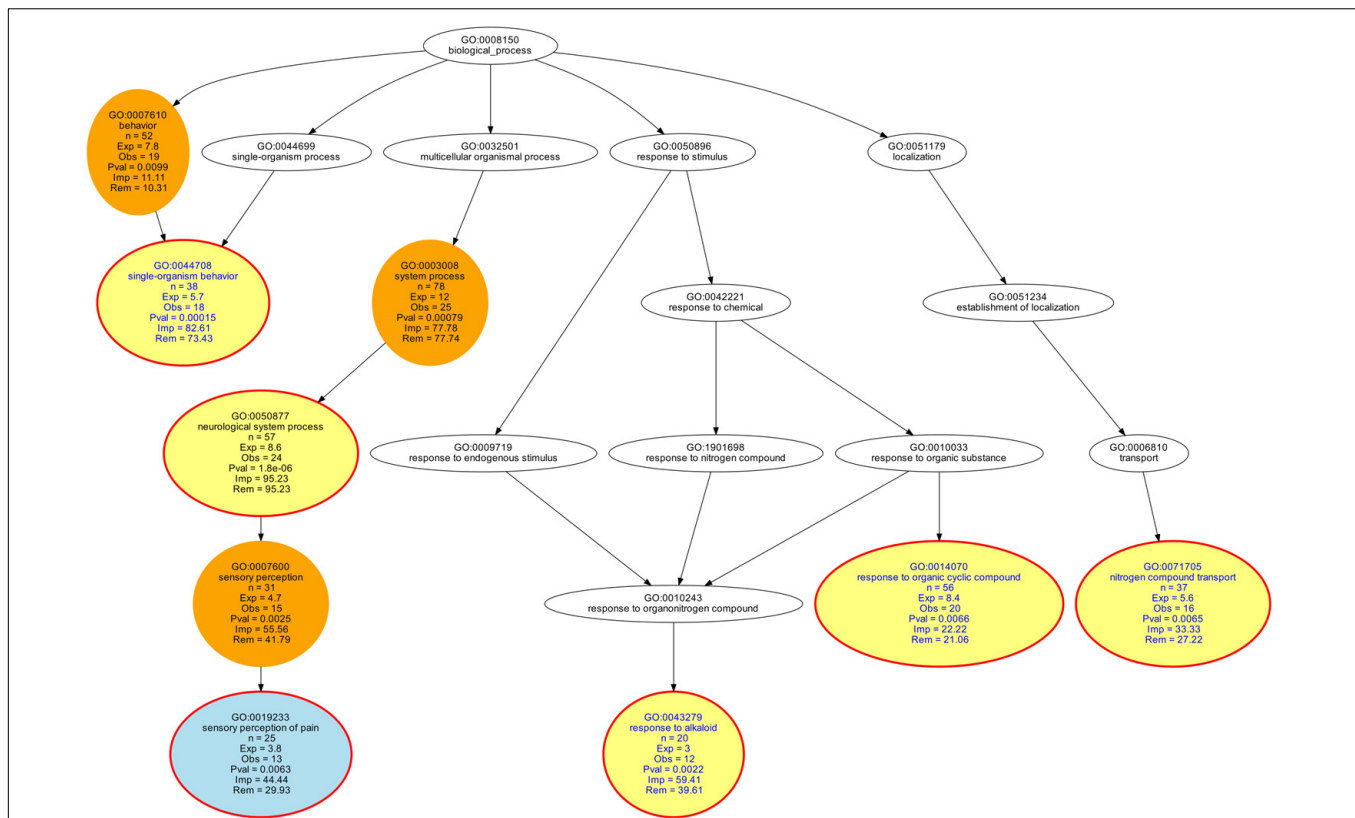 GO:0008150
biological_process
GO:0007610
behavior
n = 52
Exp = 7.8
Obs = 19
Pval = 0.0099
Imp = 11.11
Rem = 10.31
GO:0044699
single-organism process
GO:0032501
multicellular organismal process
GO:0050896
response to stimulus
GO:0051179
localization
GO:0044708
single-organism behavior
n = 38
Exp = 5.7
Obs = 18
Pval = 0.00015
Imp = 82.61
Rem = 73.43
GO:0003008
system process
n = 78
Exp = 12
Obs = 25
Pval = 0.00079
Imp = 77.78
Rem = 77.74
GO:0042221
response to chemical
GO:0051234
establishment of localization
GO:0050877
neurological system process
n = 57
Exp = 8.6
Obs = 24
Pval = 1.8e-06
Imp = 95.23
Rem = 95.23
GO:0009719
response to endogenous stimulus
GO:1901698
response to nitrogen compound
GO:0010033
response to organic substance
GO:0006810
transport
GO:0007600
sensory perception
n = 31
Exp = 4.7
Obs = 15
Pval = 0.0025
Imp = 55.56
Rem = 41.79
GO:0010243
response to organonitrogen compound
GO:0014070
response to organic cyclic compound
n = 56
Exp = 8.4
Obs = 20
Pval = 0.0066
Imp = 22.22
Rem = 21.06
GO:0071705
nitrogen compound transport
n = 37
Exp = 5.6
Obs = 16
Pval = 0.0065
Imp = 33.33
Rem = 27.22
GO:0019233
sensory perception of pain
n = 25
Exp = 3.8
Obs = 13
Pval = 0.0063
Imp = 44.44
Rem = 29.93
GO:0043279
response to alkaloid
n = 20
Exp = 3
Obs = 12
Pval = 0.0022
Imp = 59.41
Rem = 39.61